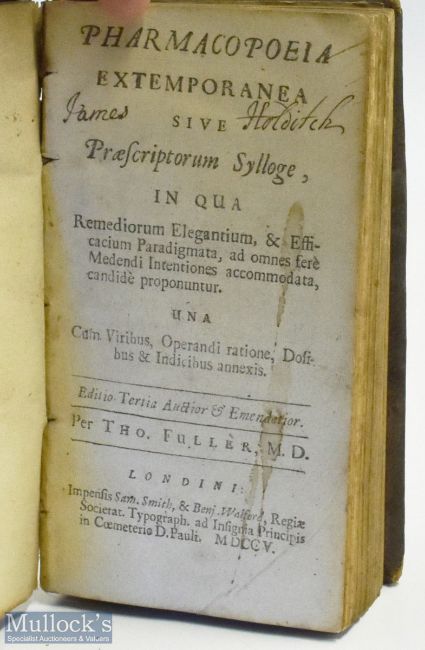 PHARMACOPOEIA
EXTEMPORANEA
James SIVE Holditch
Præſcriptorum Sylloge,
IN QUA
Remediorum Elegantium, & Effi-
cacium Paradigmata, ad omnes ferè
Medendi Intentiones accommodata,
candidè proponuntur.
UNA
Cum Viribus, Operandi ratione, Doſi-
bus & Indicibus annexis.
Editio Tertia Auctior & Emendatior.
Per THO. FULLER, M. D.
LONDINI:
Impenſis Sam. Smith, & Benj. Walford, Regiæ
Societat. Typograph. ad Inſignia Principis
in Cœmeterio D. Pauli. MDCCV.
Mullock's
Specialist Auctioneers & Valuers